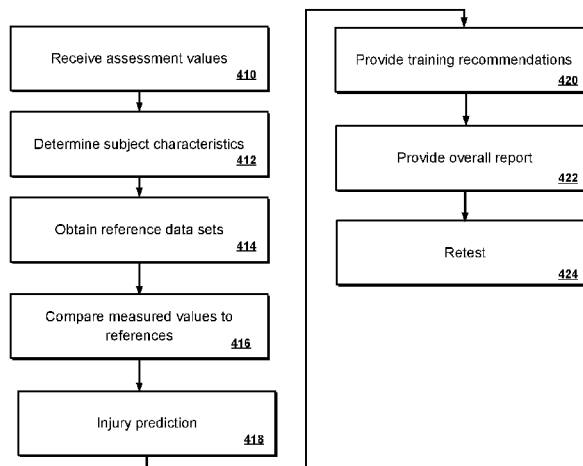 Receive assessment values
410
Determine subject characteristics
412
Obtain reference data sets
414
Compare measured values to
references
416
Injury prediction
418
Provide training recommendations
420
Provide overall report
422
Retest
424